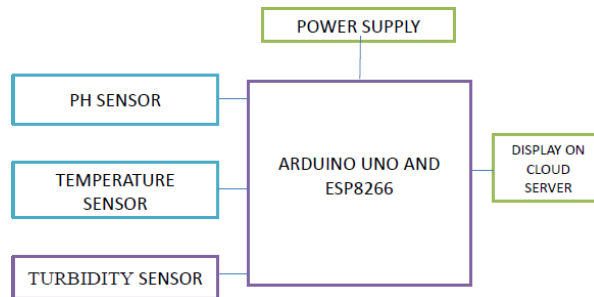 POWER SUPPLY
PH SENSOR
TEMPERATURE
SENSOR
TURBIDITY SENSOR
ARDUINO UNO AND
ESP8266
DISPLAY ON
CLOUD
SERVER